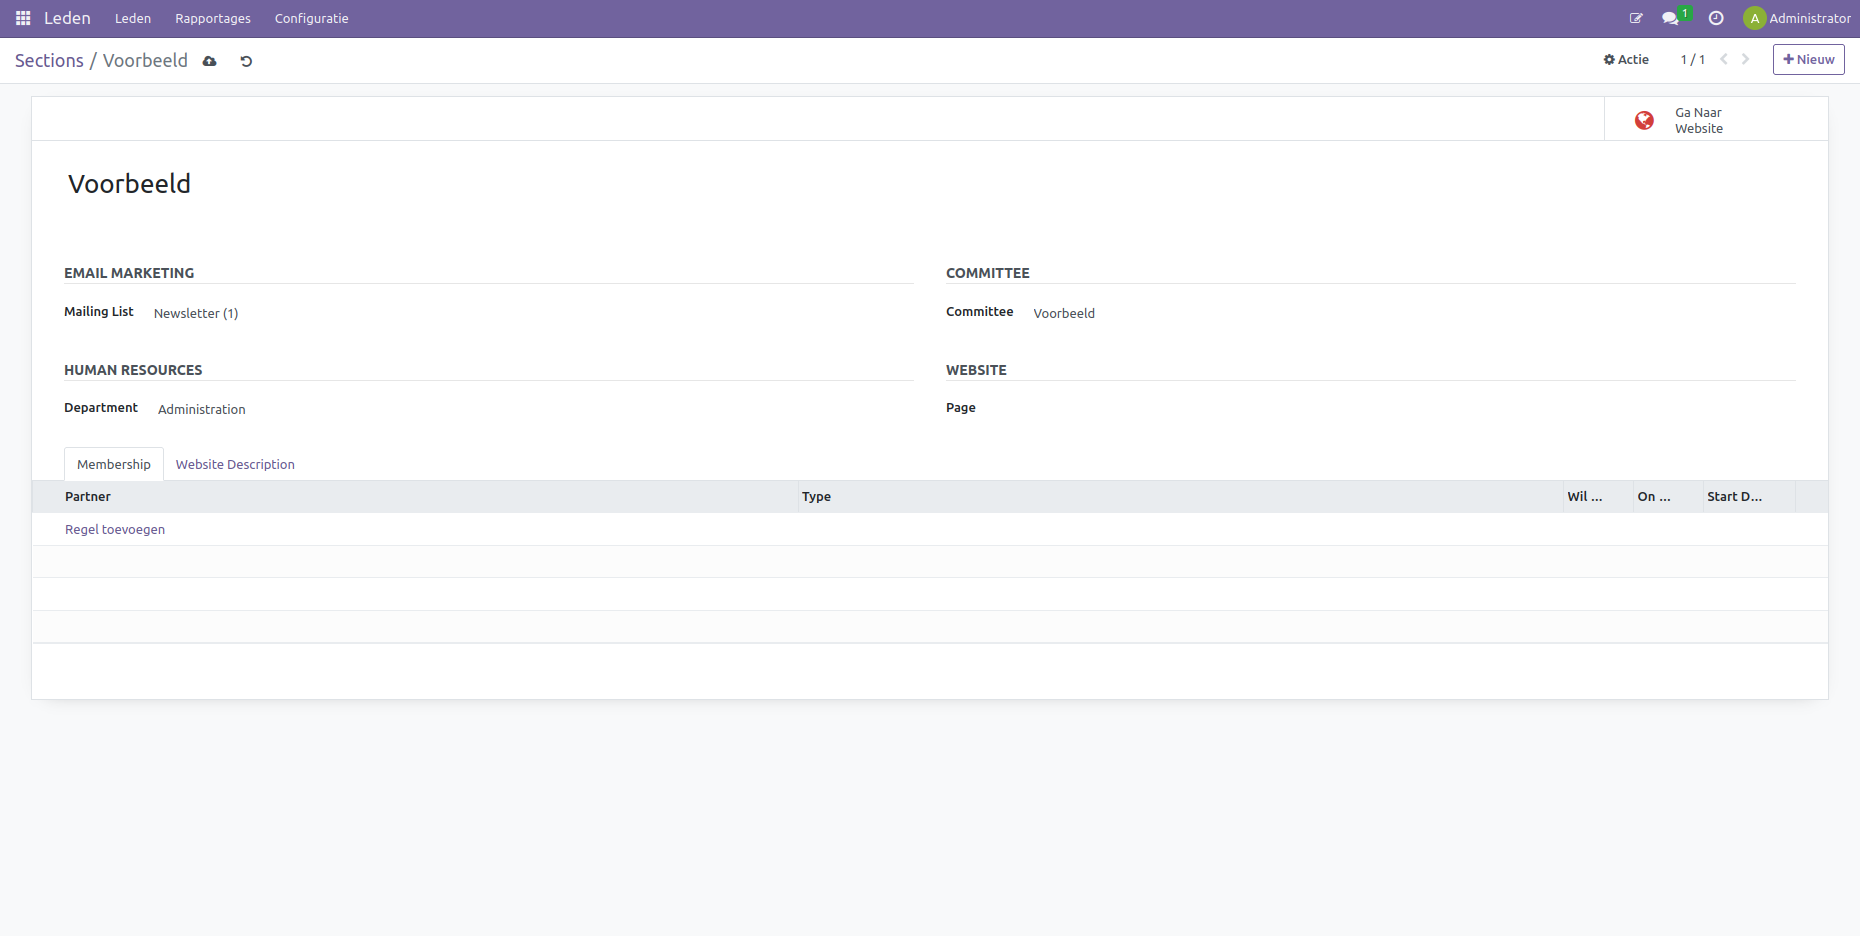 Leden Leden Rapportages Configuratie 1 A Administrator
Sections / Voorbeeld Actie 1 / 1 Nieuw
Ga Naar
Website
Voorbeeld
EMAIL MARKETING COMMITTEE
Mailing List Newsletter (1) Committee Voorbeeld
HUMAN RESOURCES WEBSITE
Department Administration Page
Membership Website Description
Partner Type Wil ... On ... Start D...
Regel toevoegen